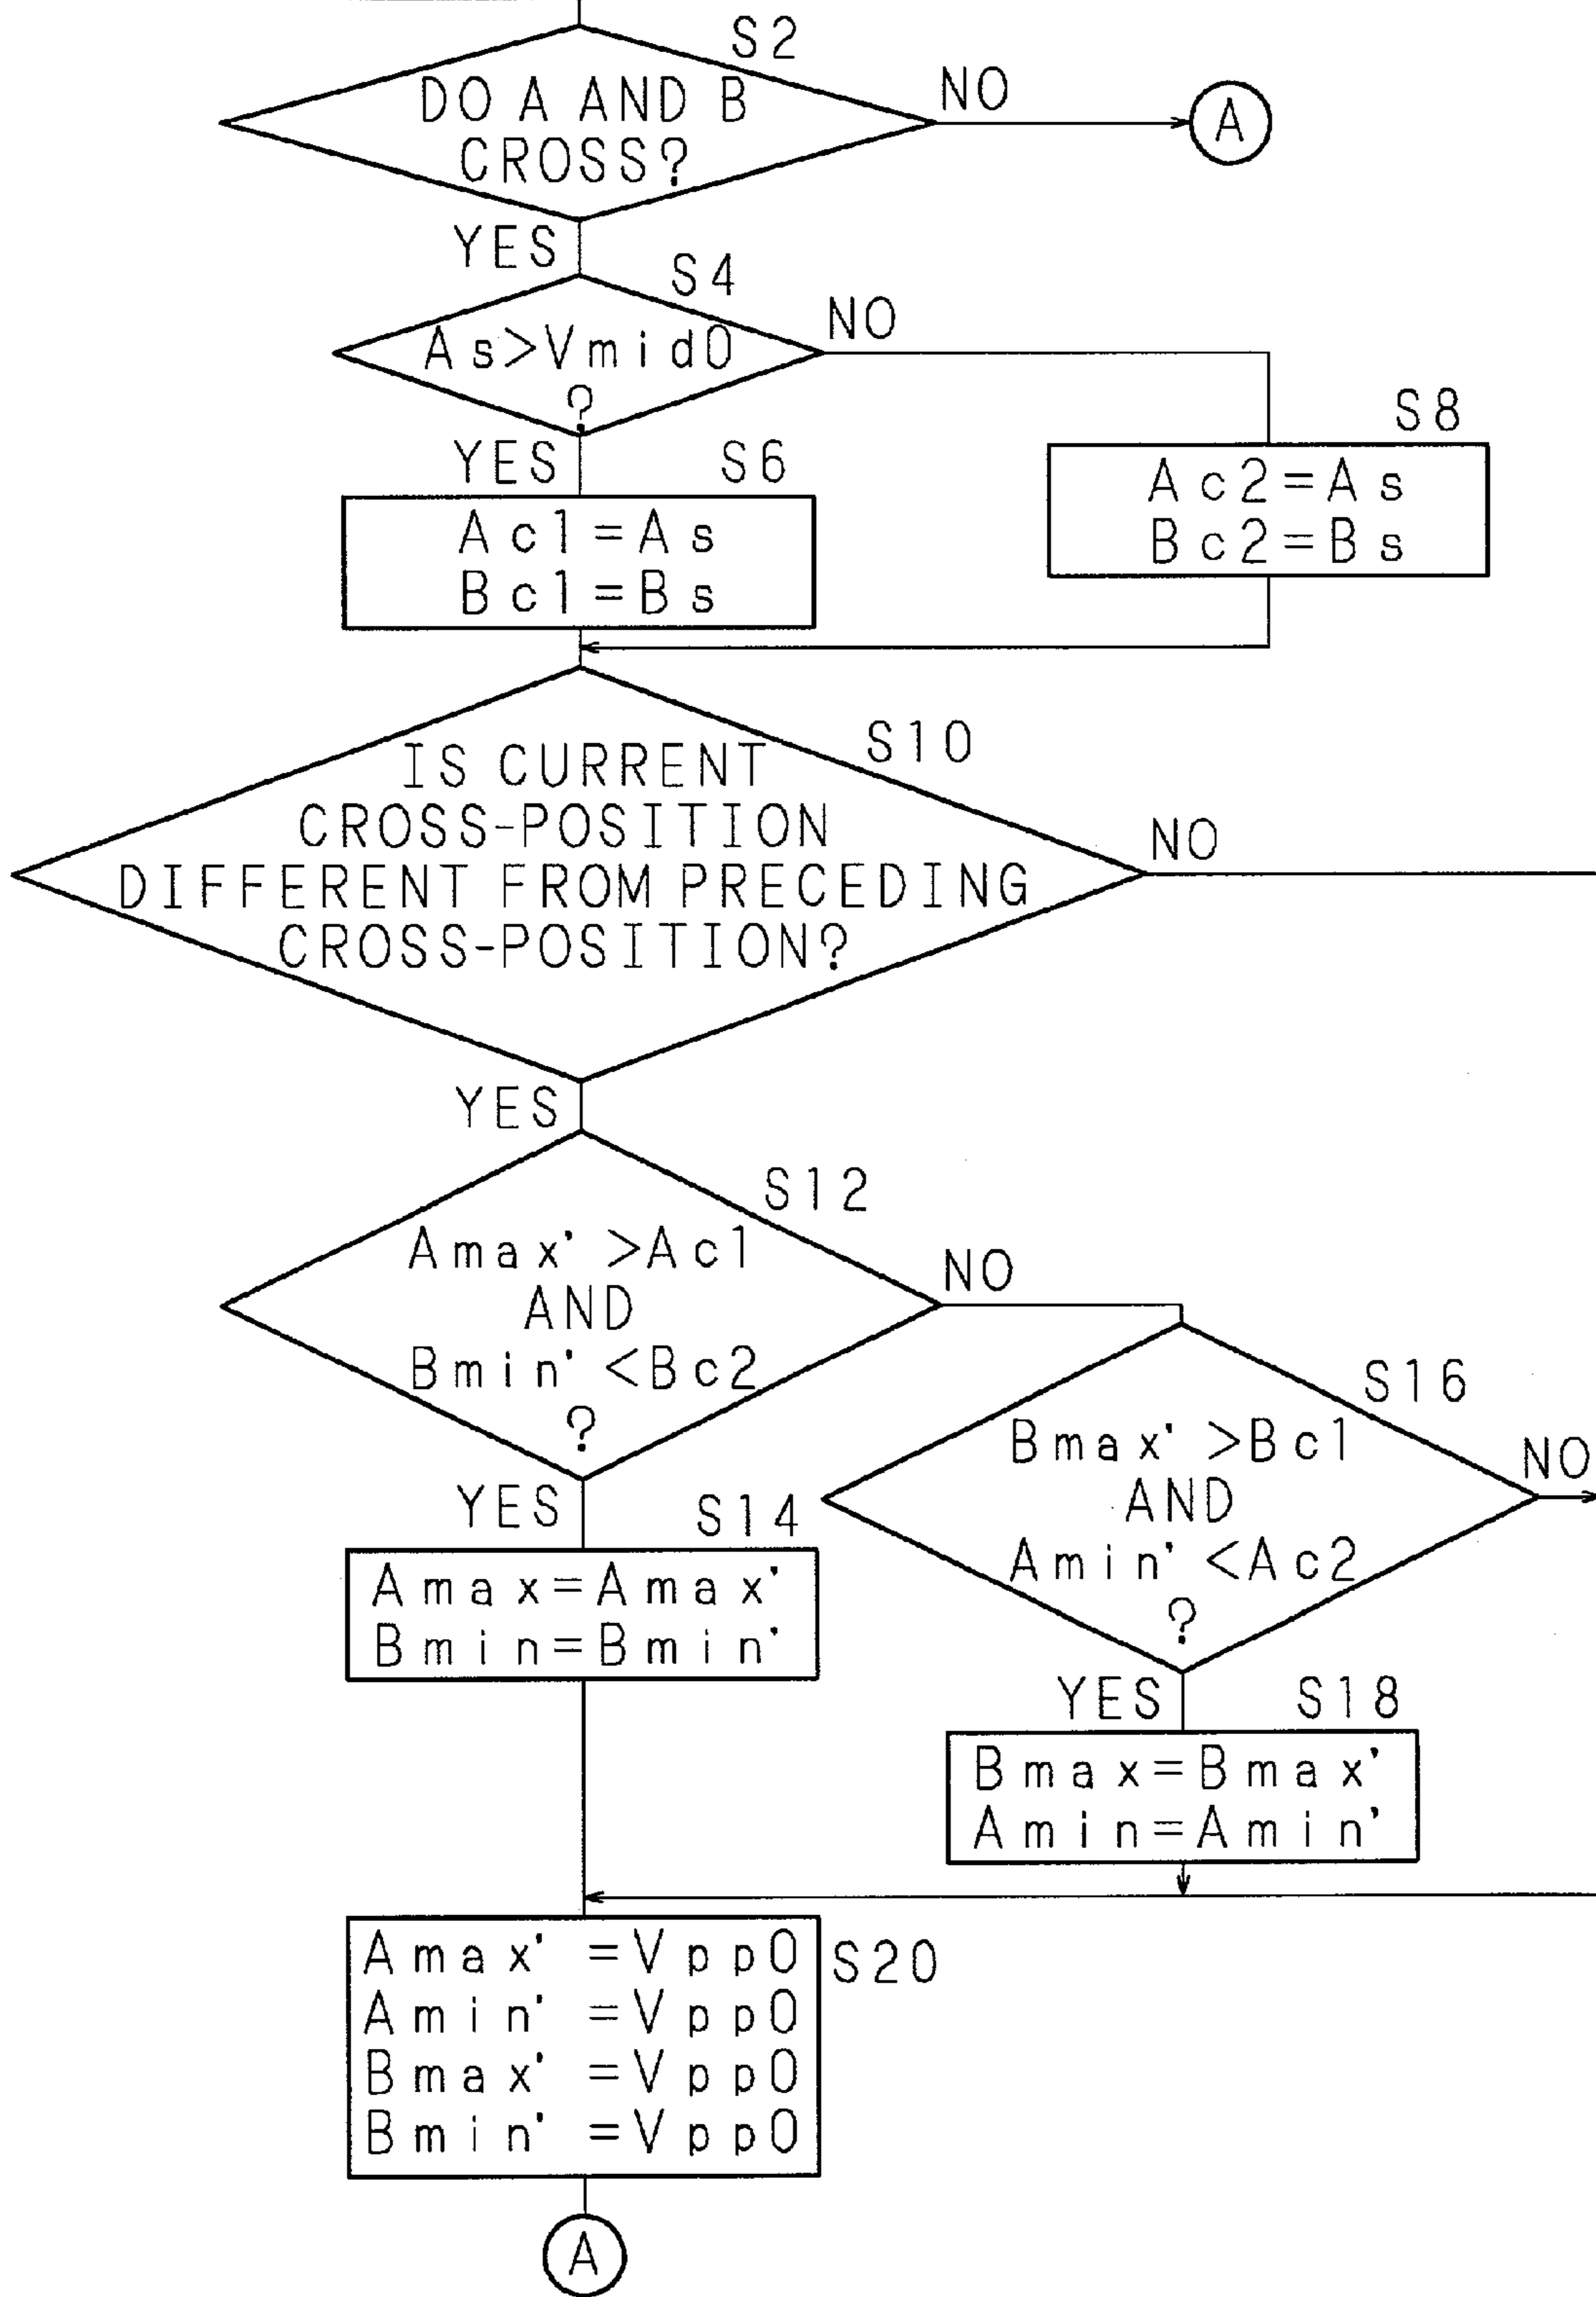 S2
DO A AND B
CROSS?
NO
A
YES
S4
As>Vmid0
?
NO
YES
S6
Ac1=As
Bc1=Bs
S8
Ac2=As
Bc2=Bs
S10
IS CURRENT
CROSS-POSITION
DIFFERENT FROM PRECEDING
CROSS-POSITION?
NO
YES
S12
Amax' >Ac1
AND
Bmin' <Bc2
?
NO
YES
S14
Amax=Amax'
Bmin=Bmin'
S16
Bmax' >Bc1
AND
Amin' <Ac2
?
NO
YES
S18
Bmax=Bmax'
Amin=Amin'
S20
Amax' =Vpp0
Amin' =Vpp0
Bmax' =Vpp0
Bmin' =Vpp0
A